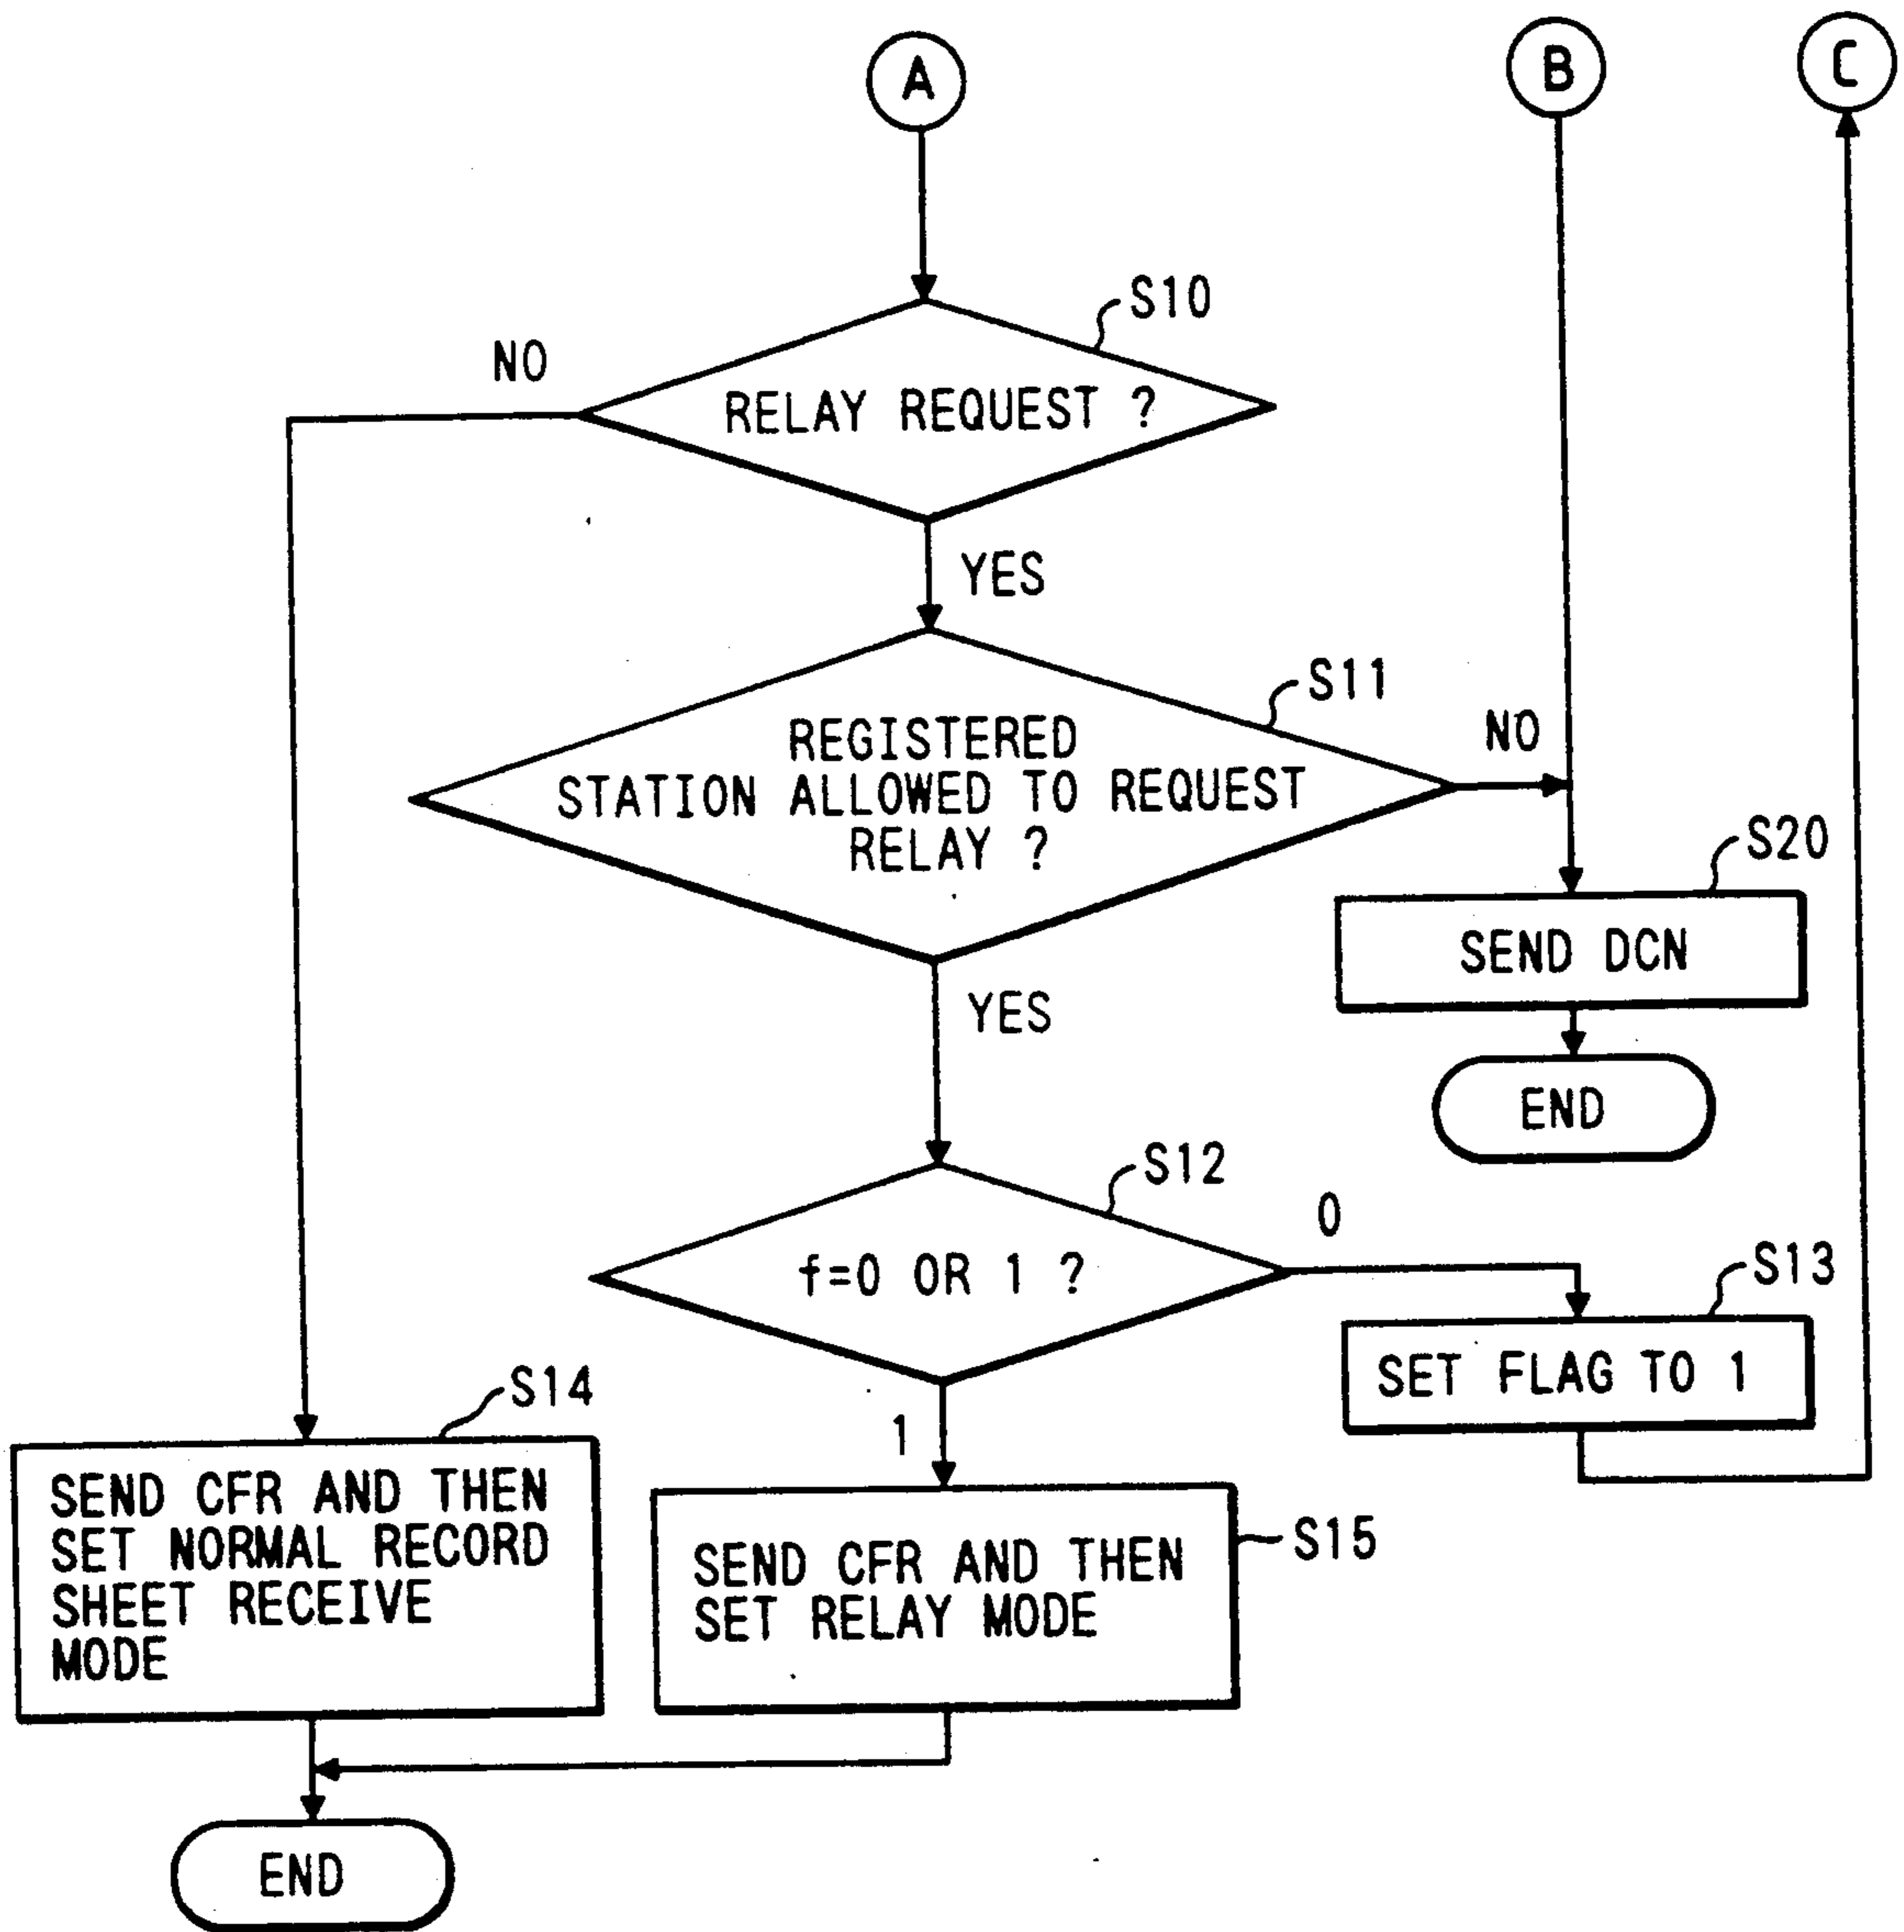 A
B
C
S10
NO
RELAY REQUEST ?
YES
S11
NO
REGISTERED
STATION ALLOWED TO REQUEST
RELAY ?
S20
SEND DCN
YES
END
S12
0
f=0 OR 1 ?
S13
SET FLAG TO 1
S14
1
SEND CFR AND THEN
SET NORMAL RECORD
SHEET RECEIVE
MODE
S15
SEND CFR AND THEN
SET RELAY MODE
END